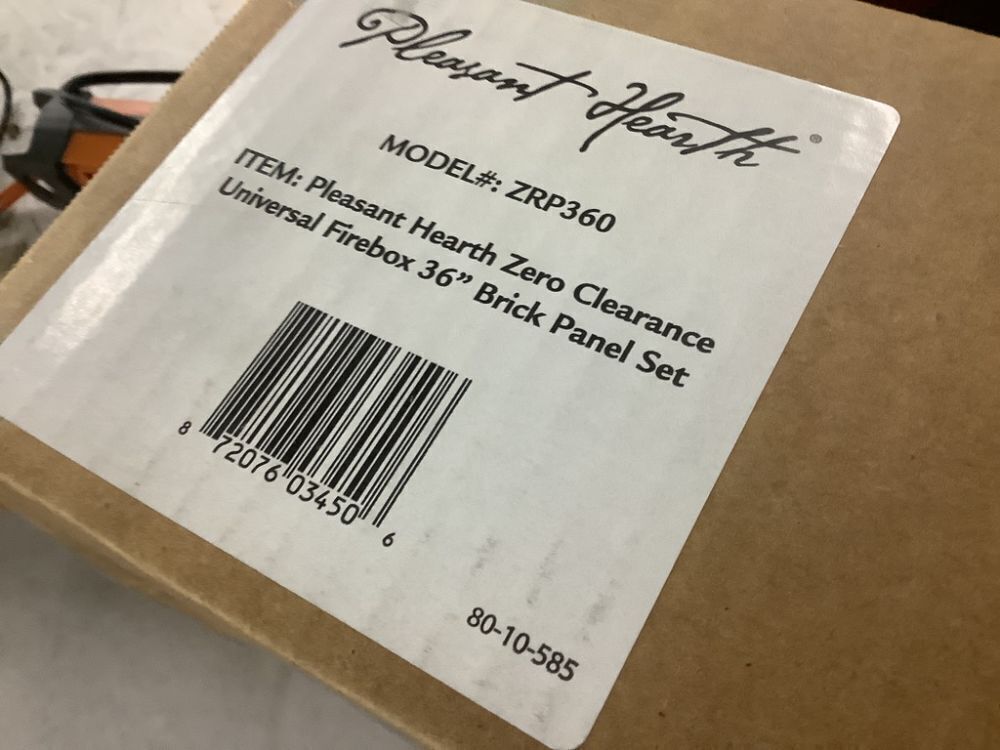 Pleasant Hearth®
MODEL#: ZRP360
ITEM: Pleasant Hearth Zero Clearance
Universal Firebox 36” Brick Panel Set
8 72076 03450 6
80-10-585